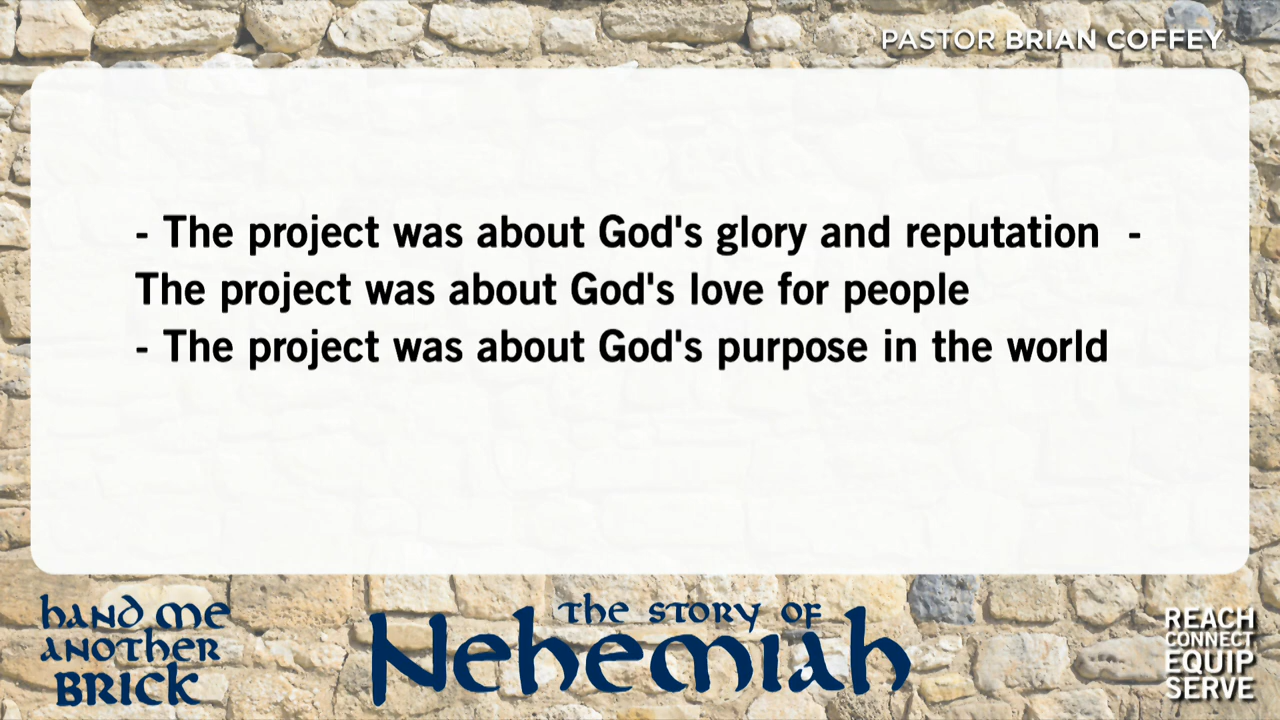 PASTOR BRIAN COFFEY
- The project was about God's glory and reputation  -
The project was about God's love for people
- The project was about God's purpose in the world
hand me
another
BRICK
the story of
Nehemiah
REACH
CONNECT
EQUIP
SERVE